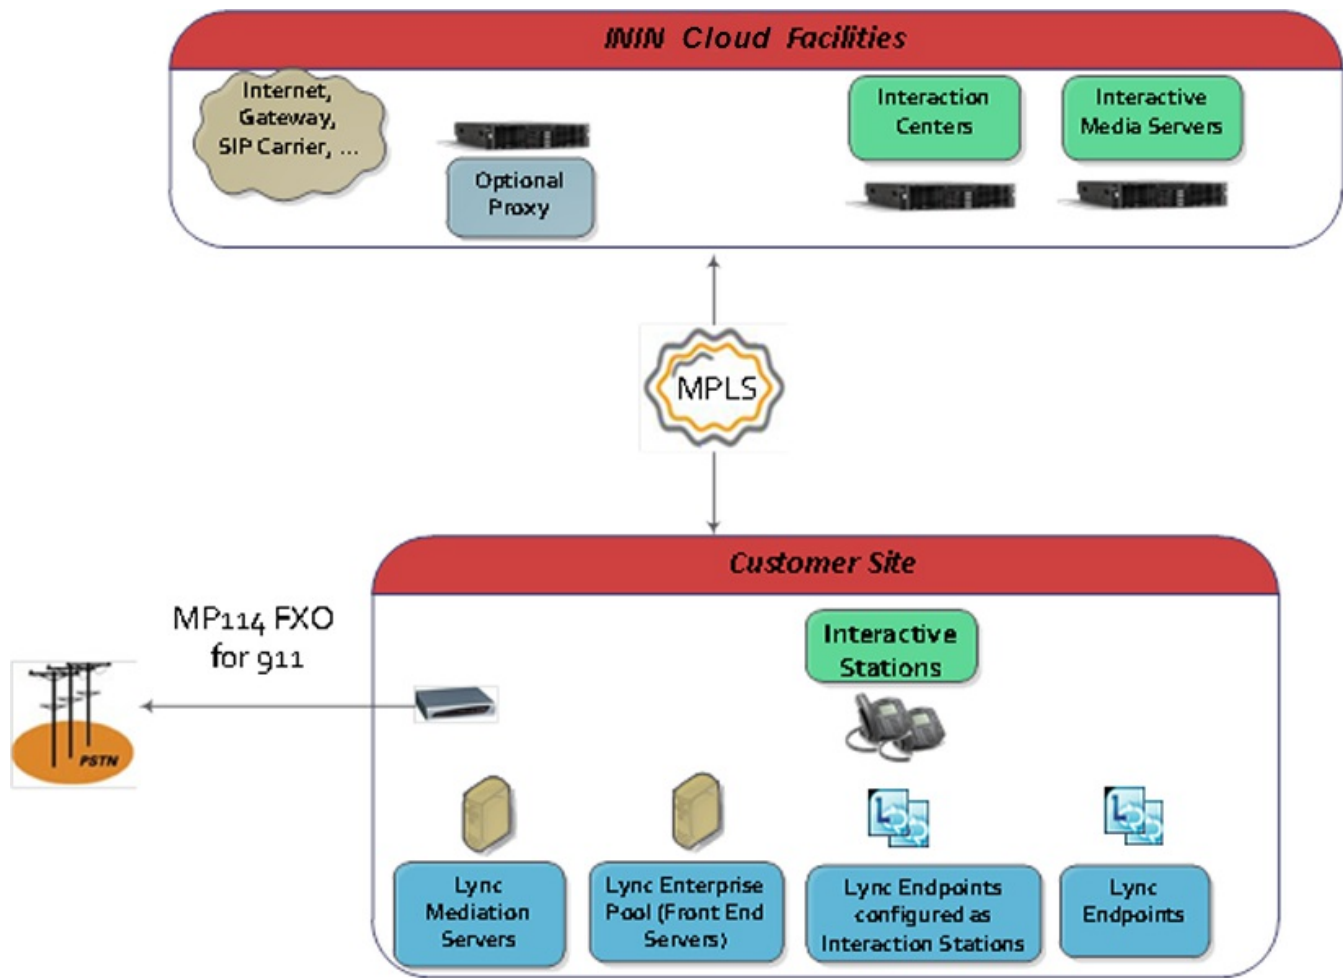 ININ Cloud Facilities
Internet,
Gateway,
SIP Carrier, ...
Optional
Proxy
Interaction
Centers
Interactive
Media Servers
MPLS
Customer Site
MP114 FXO
for 911
PSTN
Interactive
Stations
Lync
Mediation
Servers
Lync Enterprise
Pool (Front End
Servers)
Lync Endpoints
configured as
Interaction Stations
Lync
Endpoints